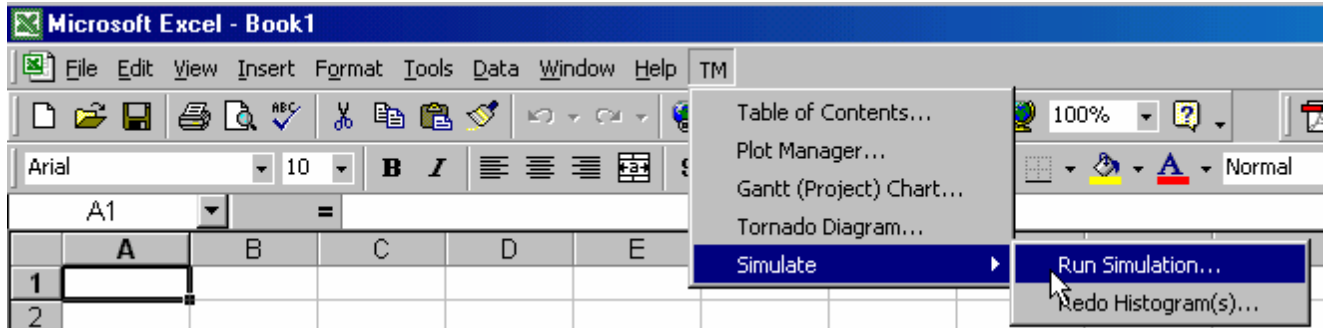 Microsoft Excel - Book1
File Edit View Insert Format Tools Data Window Help TM
ABC 100% ?
Arial 10 B I A Normal
A1 =
A B C D E
1
2
Table of Contents...
Plot Manager...
Gantt (Project) Chart...
Tornado Diagram...
Simulate
Run Simulation...
Redo Histogram(s)...